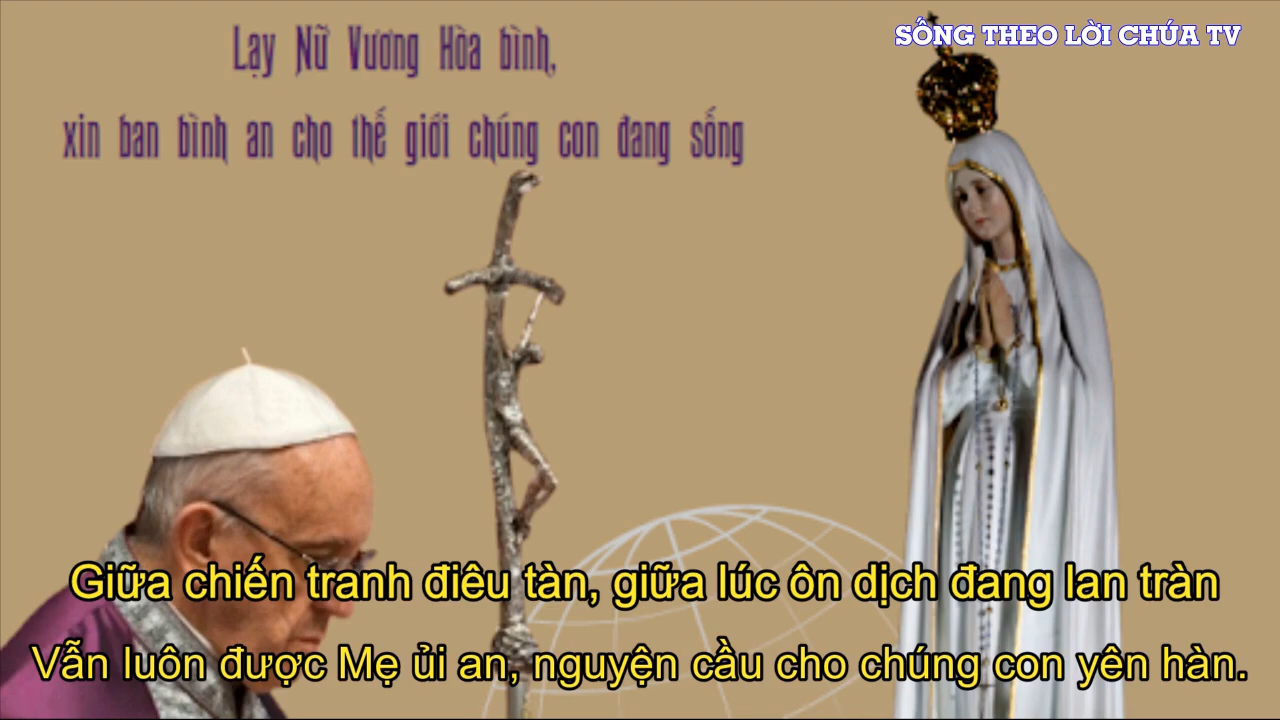 SỐNG THEO LỜI CHÚA TV
Lạy Nữ Vương Hòa bình,
xin ban bình an cho thế giới chúng con đang sống
Giữa chiến tranh điêu tàn, giữa lúc ôn dịch đang lan tràn
Vẫn luôn được Mẹ ủi an, nguyện cầu cho chúng con yên hàn.